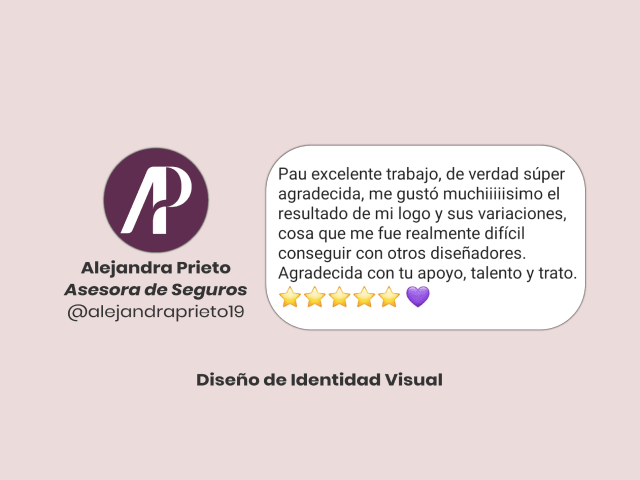 AP
Alejandra Prieto
Asesora de Seguros
@alejandraprieto19
Pau excelente trabajo, de verdad súper
agradecida, me gustó muchiiiiisimo el
resultado de mi logo y sus variaciones,
cosa que me fue realmente difícil
conseguir con otros diseñadores.
Agradecida con tu apoyo, talento y trato.
⭐⭐⭐⭐⭐ 💜
Diseño de Identidad Visual